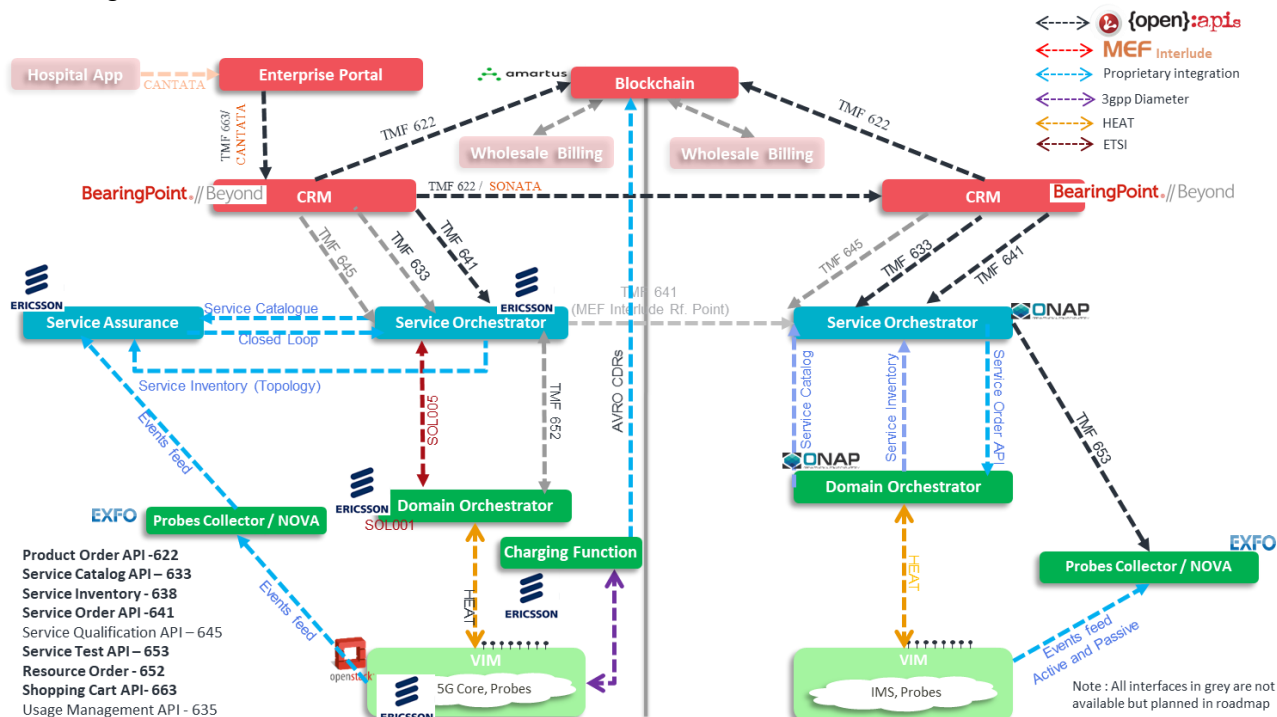 {open}:apis
MEF Interlude
Proprietary integration
3gpp Diameter
HEAT
ETSI
Hospital App
CANTATA
Enterprise Portal
amartus
Blockchain
TMF 663/
CANTATA
TMF 622
TMF 622
Wholesale Billing
Wholesale Billing
BearingPoint.//Beyond
CRM
TMF 622 / SONATA
CRM
BearingPoint.//Beyond
TMF 645
TMF 633
TMF 641
TMF 645
TMF 633
TMF 641
ERICSSON
Service Assurance
Service Catalogue
Closed Loop
ERICSSON
Service Orchestrator
TMF 641
(MEF Interlude Rf. Point)
Service Orchestrator
ONAP
Service Inventory (Topology)
SOL005
TMF 652
AVRO CDRs
Service Catalog
Service Inventory
Service Order API
TMF 653
Events feed
ONAP
Domain Orchestrator
ERICSSON
Domain Orchestrator
SOL001
EXFO
Probes Collector / NOVA
Charging Function
ERICSSON
EXFO
Probes Collector / NOVA
HEAT
HEAT
Events feed
Events feed
Active and Passive
Product Order API -622
Service Catalog API – 633
Service Inventory - 638
Service Order API -641
Service Qualification API – 645
Service Test API – 653
Resource Order - 652
Shopping Cart API- 663
Usage Management API - 635
openstack
VIM
5G Core, Probes
ERICSSON
VIM
IMS, Probes
Note : All interfaces in grey are not
available but planned in roadmap